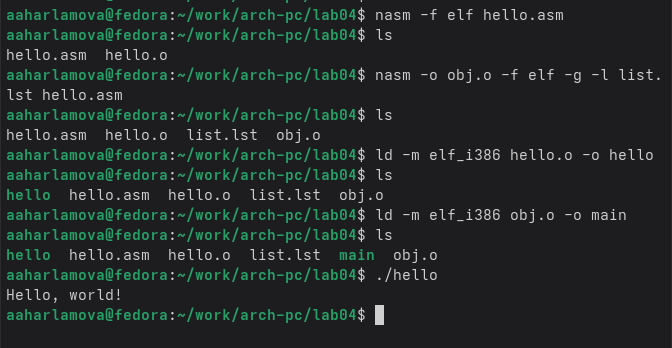 aaharlamova@fedora:~/work/arch-pc/lab04$ nasm -f elf hello.asm
aaharlamova@fedora:~/work/arch-pc/lab04$ ls
hello.asm  hello.o
aaharlamova@fedora:~/work/arch-pc/lab04$ nasm -o obj.o -f elf -g -l list.
lst hello.asm
aaharlamova@fedora:~/work/arch-pc/lab04$ ls
hello.asm  hello.o  list.lst  obj.o
aaharlamova@fedora:~/work/arch-pc/lab04$ ld -m elf_i386 hello.o -o hello
aaharlamova@fedora:~/work/arch-pc/lab04$ ls
hello  hello.asm  hello.o  list.lst  obj.o
aaharlamova@fedora:~/work/arch-pc/lab04$ ld -m elf_i386 obj.o -o main
aaharlamova@fedora:~/work/arch-pc/lab04$ ls
hello  hello.asm  hello.o  list.lst  main  obj.o
aaharlamova@fedora:~/work/arch-pc/lab04$ ./hello
Hello, world!
aaharlamova@fedora:~/work/arch-pc/lab04$